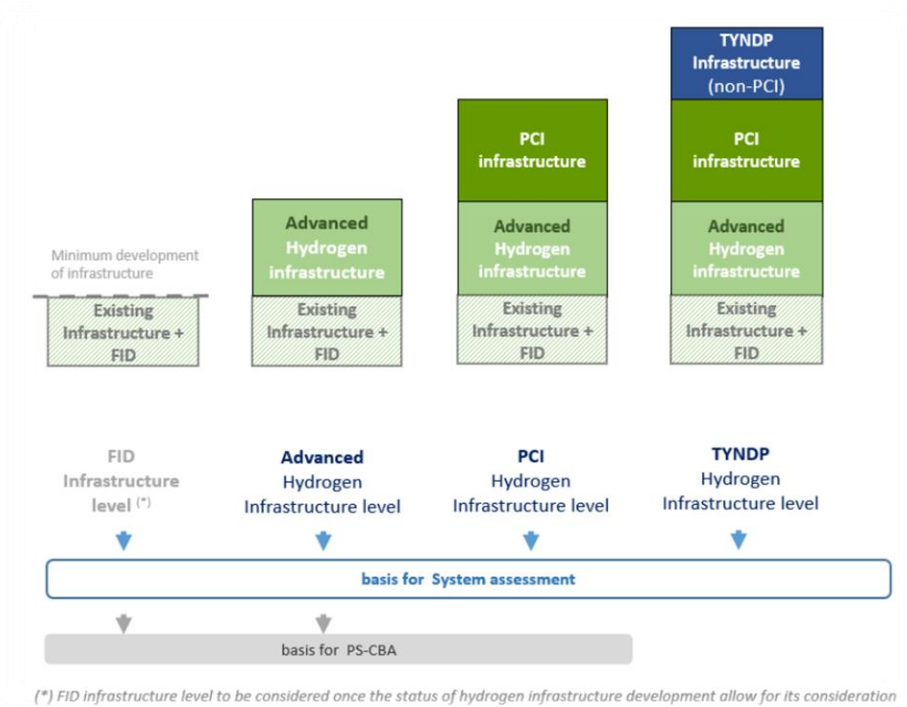 TYNDP
Infrastructure
(non-PCI)
PCI
infrastructure
PCI
infrastructure
Advanced
Hydrogen
infrastructure
Advanced
Hydrogen
infrastructure
Advanced
Hydrogen
infrastructure
Minimum development
of infrastructure
Existing
Infrastructure +
FID
Existing
Infrastructure +
FID
Existing
Infrastructure +
FID
Existing
Infrastructure +
FID
FID
Infrastructure
level (*)
Advanced
Hydrogen
Infrastructure level
PCI
Hydrogen
Infrastructure level
TYNDP
Hydrogen
Infrastructure level
basis for System assessment
basis for PS-CBA
(*) FID infrastructure level to be considered once the status of hydrogen infrastructure development allow for its consideration